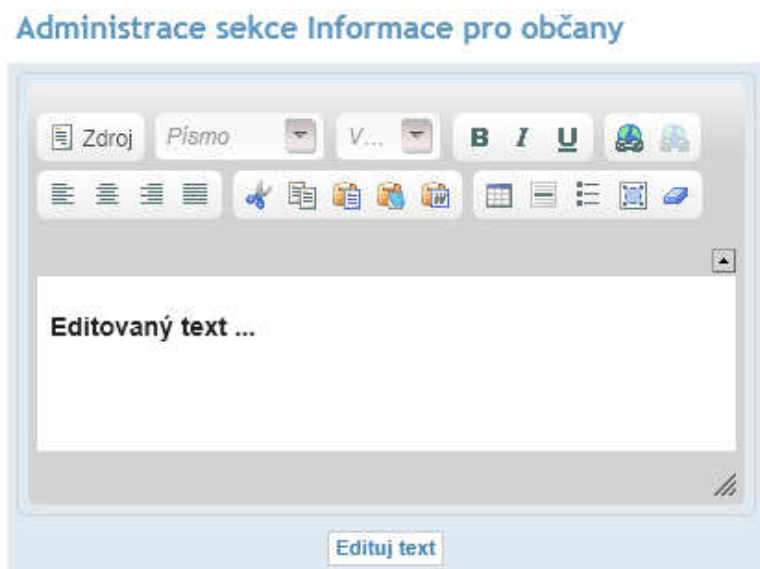 Administrace sekce Informace pro občany
Zdroj Písmo V... B I U
Editovaný text ...
Edituj text